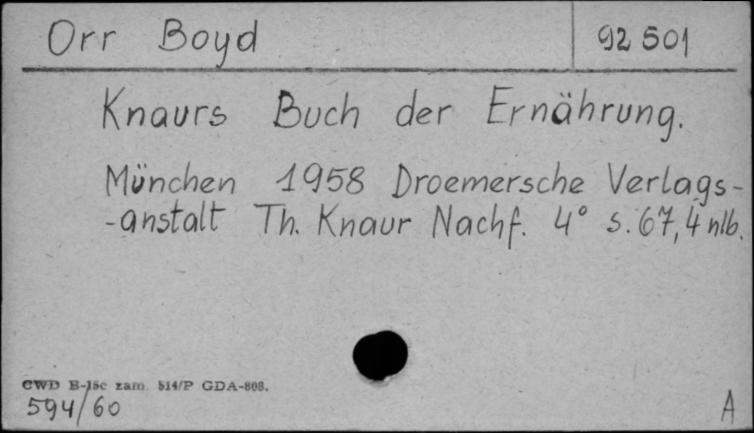 Orr Boyd 92 501
Knaurs Buch der Ernährung.
München 1958 Droemersche Verlags-
-anstalt Th. Knaur Nachf. 4° s. 67, 4 nlb.
CWD B-15c zam. 514/P GDA-808.
594/60
A